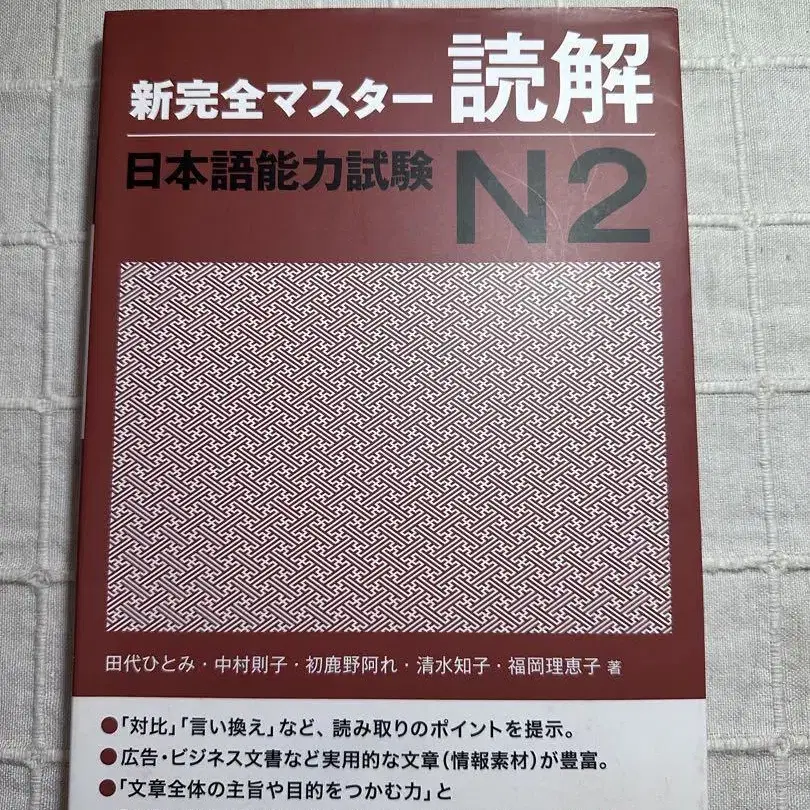 新完全マスター 読解
日本語能力試験 N2
田代ひとみ・中村則子・初鹿野阿れ・清水知子・福岡理恵子 著
●「対比」「言い換え」など、読み取りのポイントを提示。
●広告・ビジネス文書など実用的な文章（情報素材）が豊富。
●「文章全体の主旨や目的をつかむ力」と